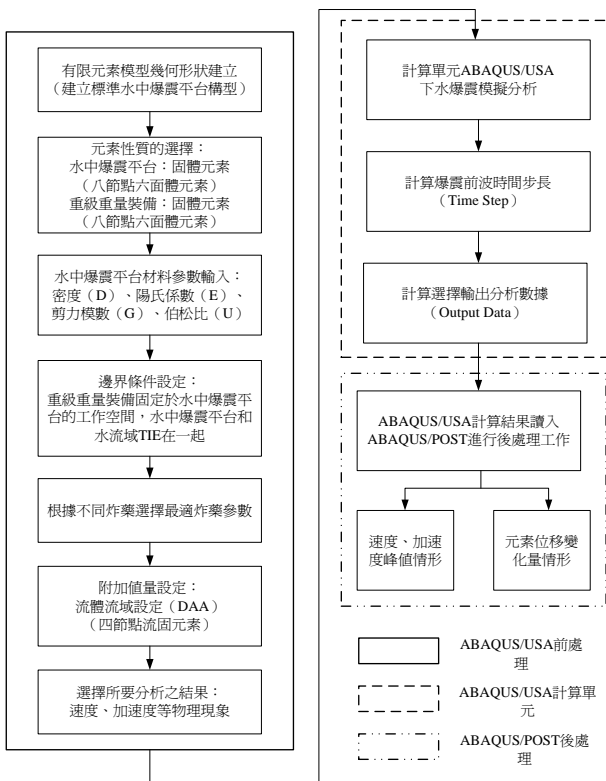 有限元素模型幾何形狀建立
（建立標準水中爆震平台構型）
元素性質的選擇：
水中爆震平台：固體元素
（八節點六面體元素）
重級重量裝備：固體元素
（八節點六面體元素）
水中爆震平台材料參數輸入：
密度（D）、陽氏係數（E）、
剪力模數（G）、伯松比（U）
邊界條件設定：
重級重量裝備固定於水中爆震平
台的工作空間，水中爆震平台和
水流域TIE在一起
根據不同炸藥選擇最適炸藥參數
附加值量設定：
流體流域設定（DAA）
（四節點流固元素）
選擇所要分析之結果：
速度、加速度等物理現象
計算單元ABAQUS/USA
下水爆震模擬分析
計算爆震前波時間步長
（Time Step）
計算選擇輸出分析數據
（Output Data）
ABAQUS/USA計算結果讀入
ABAQUS/POST進行後處理工作
速度、加速
度峰值情形
元素位移變
化量情形
ABAQUS/USA前處
理
ABAQUS/USA計算單
元
ABAQUS/POST後處
理